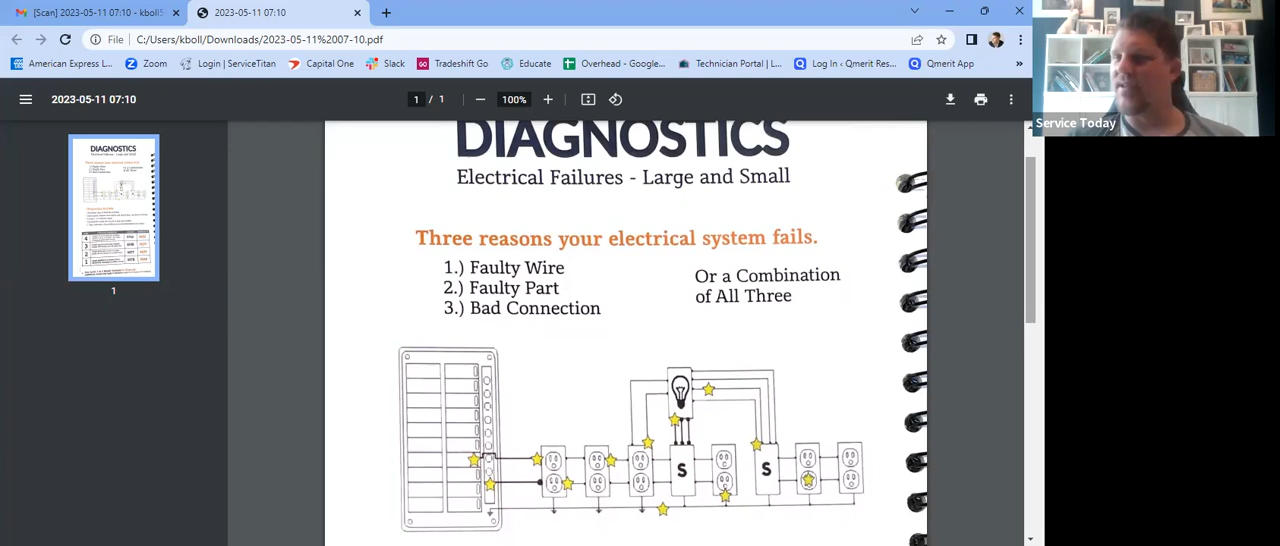 [Scan] 2023-05-11 07:10 - kboli5
2023-05-11 07:10
File
C:/Users/kboll/Downloads/2023-05-11%2007-10.pdf
American Express L...
Zoom
Login | ServiceTitan
Capital One
Slack
Tradeshift Go
Educate
Overhead - Google...
Technician Portal | L...
Log In ‹ Qmerit Res...
Qmerit App
»
2023-05-11 07:10
1 / 1
100%
Service Today
DIAGNOSTICS
Electrical Failures - Large and Small
Three reasons your electrical system fails.
1.) Faulty Wire
2.) Faulty Part
3.) Bad Connection
Or a Combination
of All Three
S
S
1